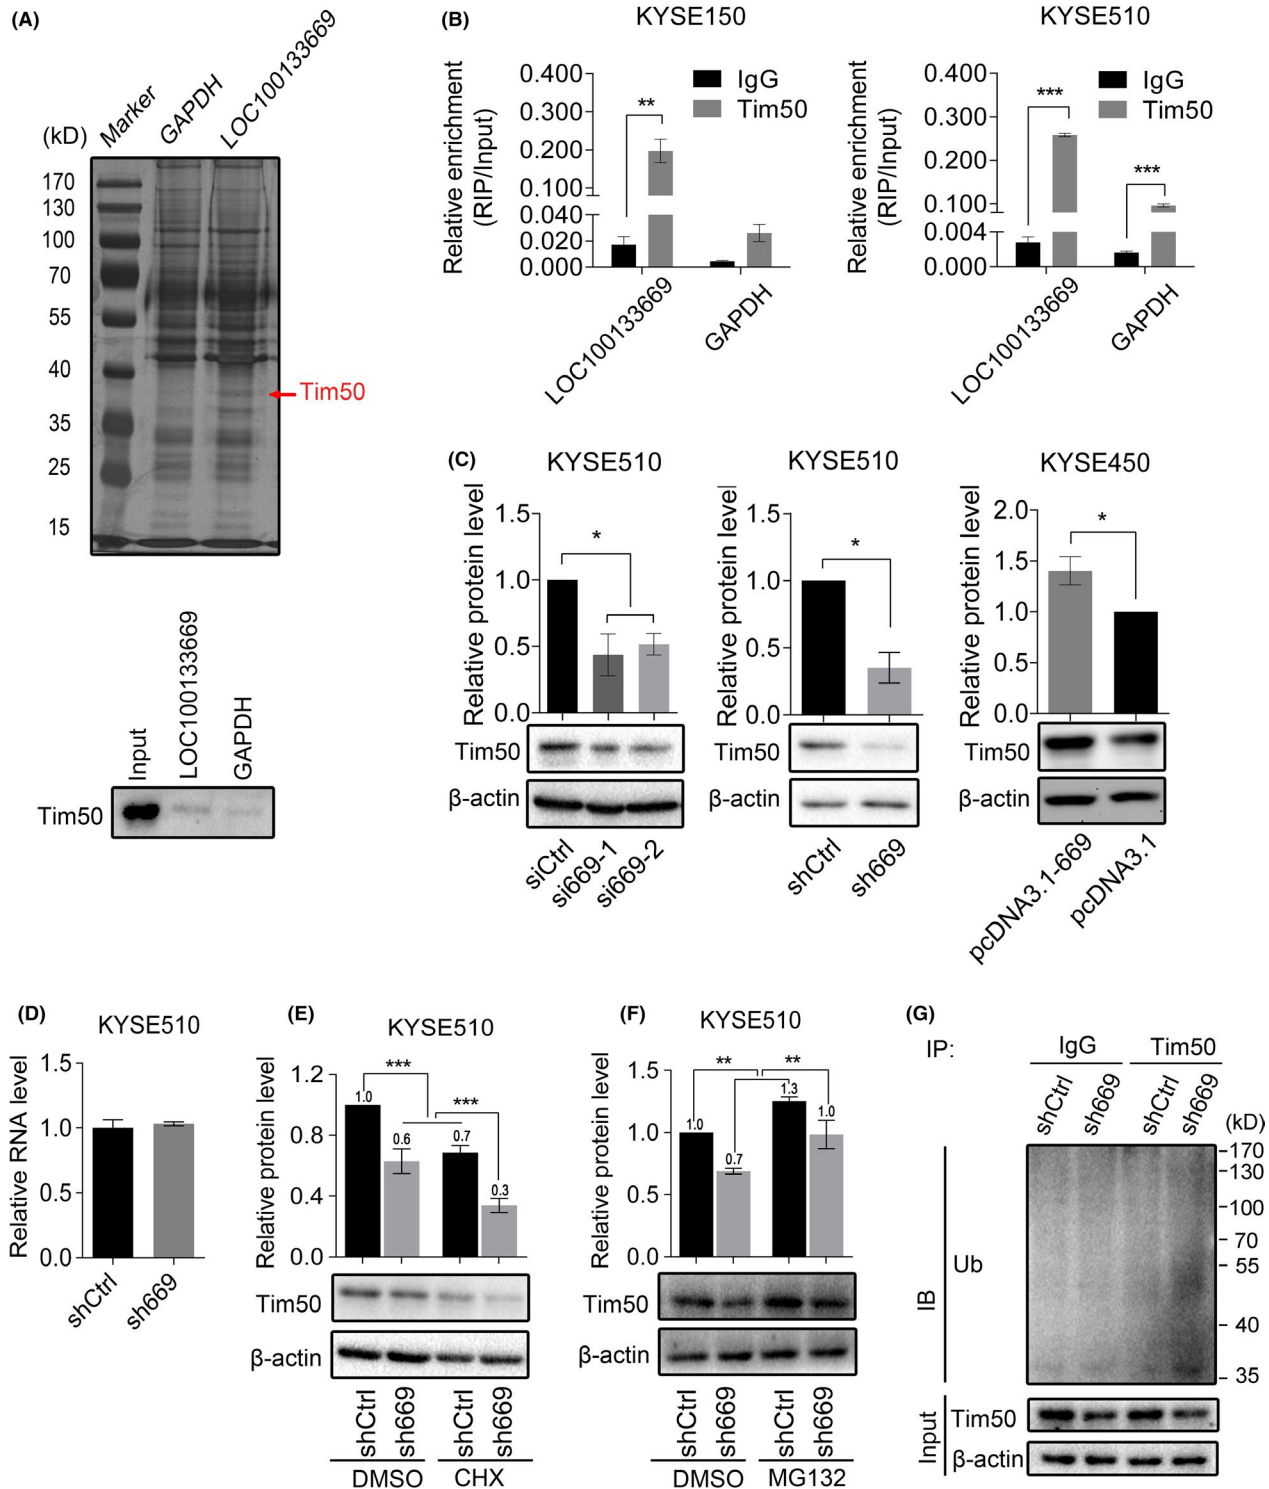 (A)
Marker
GAPDH
LOC100133669
(kD)
170
130
100
70
55
40
35
25
15
Tim50
Input
LOC100133669
GAPDH
Tim50
(B)
KYSE150
Relative enrichment
(RIP/Input)
0.400
0.300
0.200
0.100
0.040
0.020
0.000
IgG
Tim50
**
LOC100133669
GAPDH
KYSE510
Relative enrichment
(RIP/Input)
0.400
0.300
0.200
0.100
0.004
0.000
IgG
Tim50
***
***
LOC100133669
GAPDH
(C)
KYSE510
Relative protein level
1.5
1.0
0.5
0.0
*
Tim50
β-actin
siCtrl
si669-1
si669-2
KYSE510
Relative protein level
1.5
1.0
0.5
0.0
*
Tim50
β-actin
shCtrl
sh669
KYSE450
Relative protein level
2.0
1.5
1.0
0.5
0.0
*
Tim50
β-actin
pcDNA3.1-669
pcDNA3.1
(D)
KYSE510
Relative RNA level
1.5
1.0
0.5
0.0
shCtrl
sh669
(E)
KYSE510
Relative protein level
1.2
0.8
0.4
0.0
***
***
1.0
0.6
0.7
0.3
Tim50
β-actin
shCtrl
sh669
shCtrl
sh669
DMSO
CHX
(F)
KYSE510
Relative protein level
1.5
1.0
0.5
0.0
**
**
1.0
0.7
1.3
1.0
Tim50
β-actin
shCtrl
sh669
shCtrl
sh669
DMSO
MG132
(G)
IP:
IgG
Tim50
shCtrl
sh669
shCtrl
sh669
(kD)
170
130
100
70
55
40
35
IB
Ub
Input
Tim50
β-actin